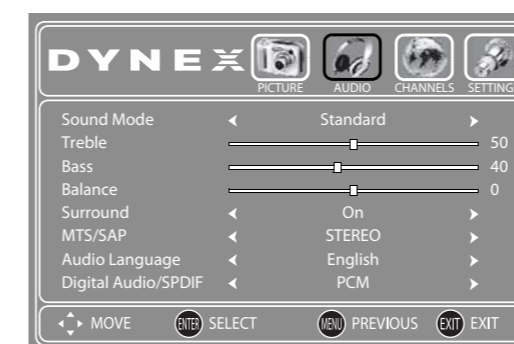 DYNEX
PICTURE AUDIO CHANNELS SETTING
Sound Mode Standard
Treble 50
Bass 40
Balance 0
Surround On
MTS/SAP STEREO
Audio Language English
Digital Audio/SPDIF PCM
MOVE ENTER SELECT MENU PREVIOUS EXIT EXIT